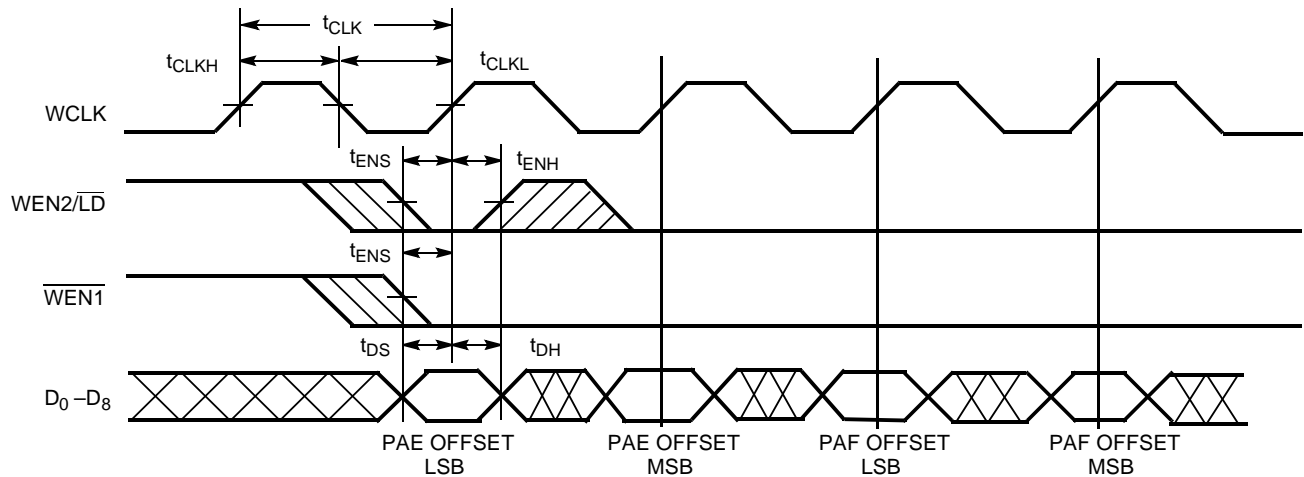 tCLK
tCLKH
tCLKL
WCLK
tENS
tENH
WEN2/LD
tENS
WEN1
tDS
tDH
D0 –D8
PAE OFFSET
LSB
PAE OFFSET
MSB
PAF OFFSET
LSB
PAF OFFSET
MSB